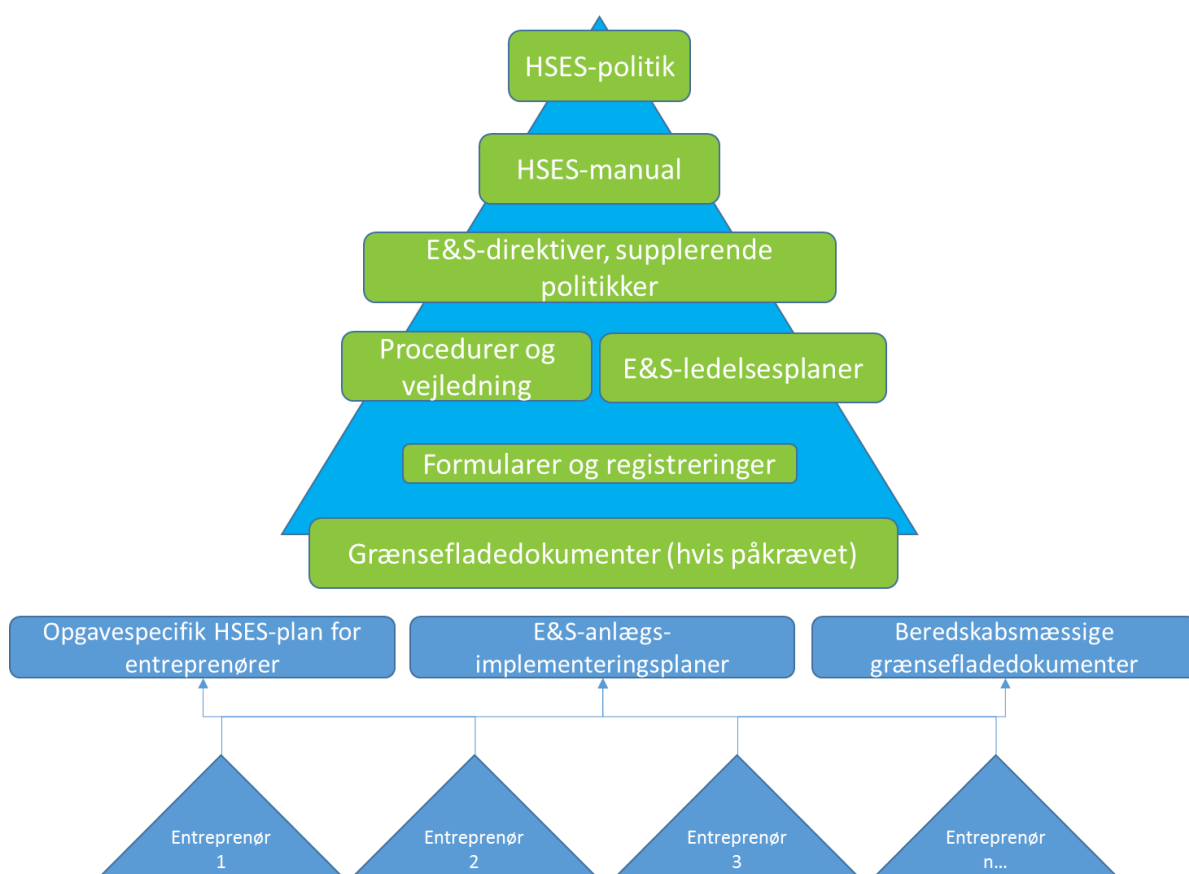 HSES-politik
HSES-manual
E&S-direktiver, supplerende
politikker
Procedurer og
vejledning
E&S-ledelsesplaner
Formularer og registreringer
Grænsefladedokumenter (hvis påkrævet)
Opgavespecifik HSES-plan for
entreprenører
E&S-anlægs-
implementeringsplaner
Beredskabsmæssige
grænsefladedokumenter
Entreprenør
1
Entreprenør
2
Entreprenør
3
Entreprenør
n...